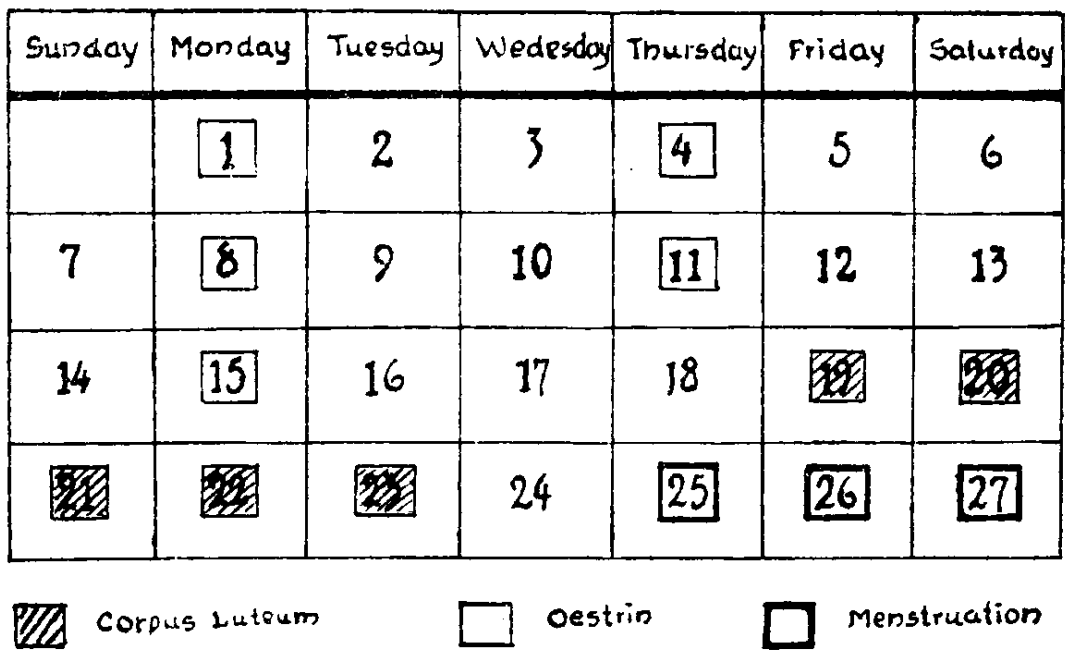 Sunday Monday Tuesday Wedesday Thursday Friday Saturday
1 2 3 4 5 6
7 8 9 10 11 12 13
14 15 16 17 18 19 20
21 22 23 24 25 26 27
Corpus Luteum Oestrin Menstruation